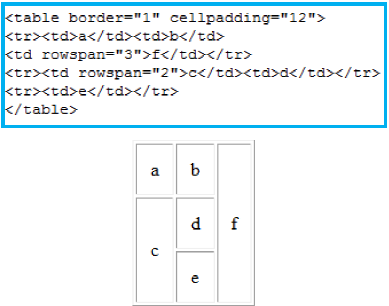 <table border="1" cellpadding="12">
<tr><td>a</td><td>b</td>
<td rowspan="3">f</td></tr>
<tr><td rowspan="2">c</td><td>d</td></tr>
<tr><td>e</td></tr>
</table>
a b
d f
c
e